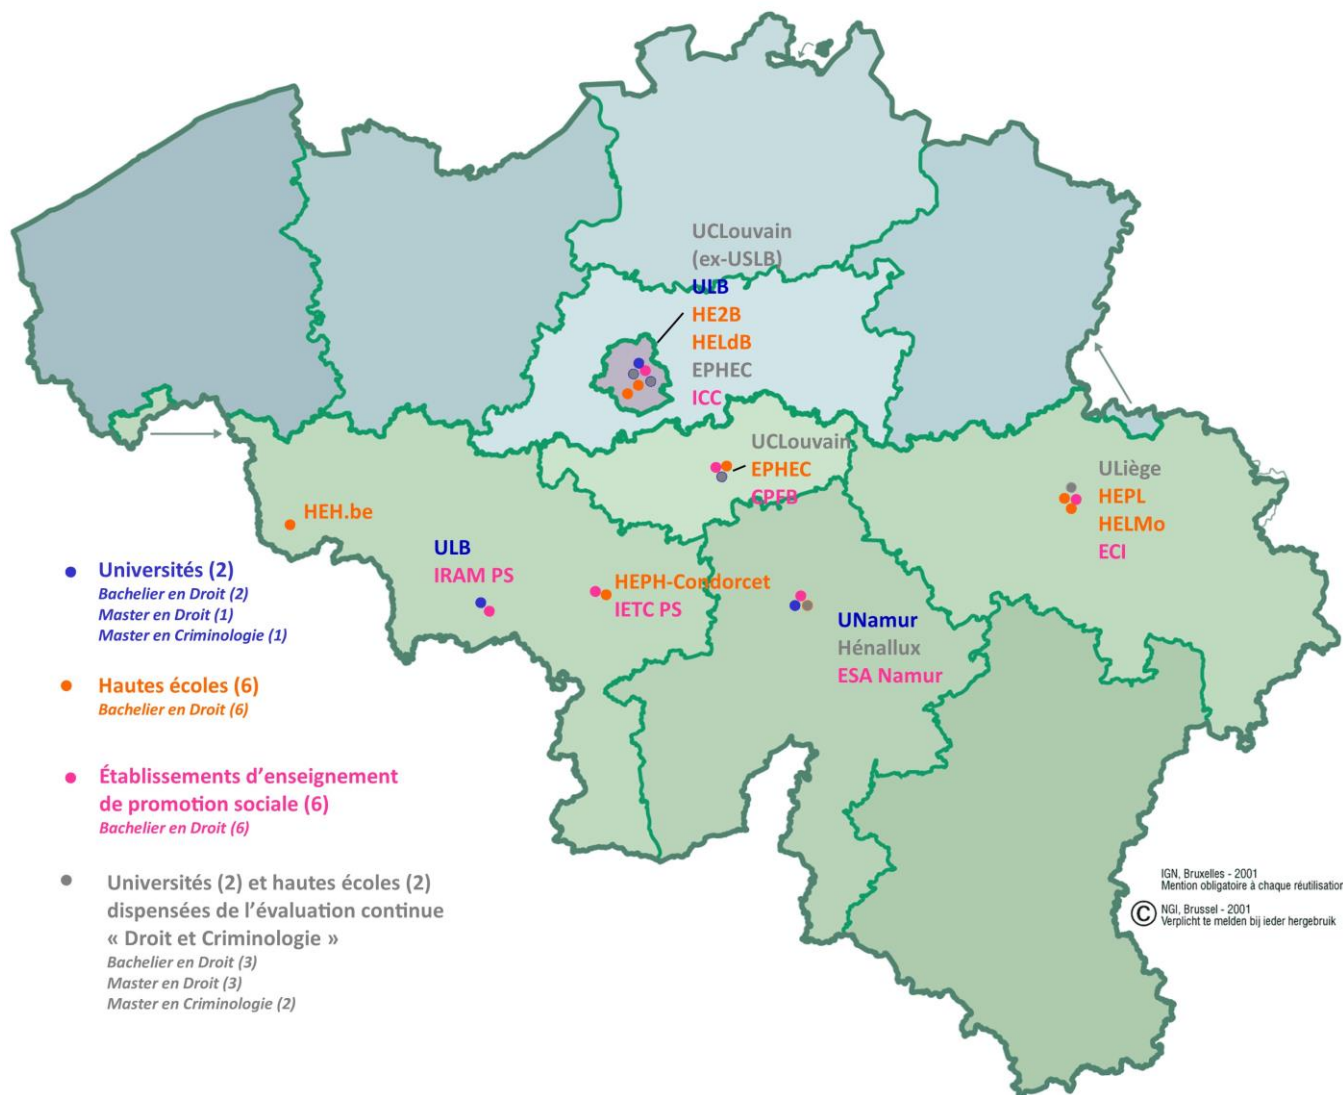 UCLouvain
(ex-USLB)
ULB
HE2B
HELdB
EPHEC
ICC
UCLouvain
EPHEC
CPFB
ULiège
HEPL
HELMo
ECI
HEH.be
ULB
IRAM PS
HEPH-Condorcet
IETC PS
UNamur
Hénallux
ESA Namur
Universités (2)
Bachelier en Droit (2)
Master en Droit (1)
Master en Criminologie (1)
Hautes écoles (6)
Bachelier en Droit (6)
Établissements d'enseignement
de promotion sociale (6)
Bachelier en Droit (6)
Universités (2) et hautes écoles (2)
dispensées de l'évaluation continue
« Droit et Criminologie »
Bachelier en Droit (3)
Master en Droit (3)
Master en Criminologie (2)
IGN, Bruxelles - 2001
Mention obligatoire à chaque réutilisation
© NGI, Brussel - 2001
Verplicht te melden bij ieder hergebruik